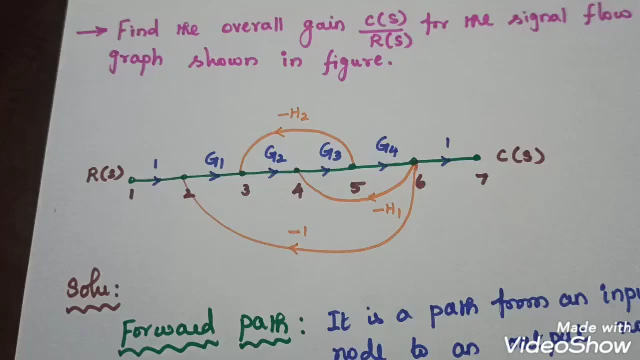 → Find the overall gain C(S)/R(S) for the signal flow
graph shown in figure.
-H2
R(S) 1 G1 G2 G3 G4 1 C(S)
1 2 3 4 5 6 7
-H1
-1
Solu:
Forward path: It is a path from an inpu
node to an
Made with
VideoShow